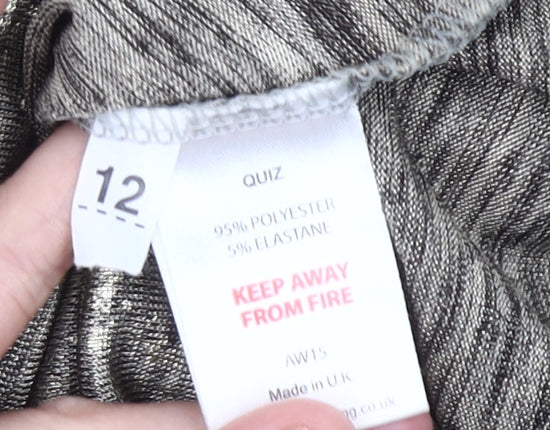 12
QUIZ
95% POLYESTER
5% ELASTANE
KEEP AWAY
FROM FIRE
AW15
Made in U.K.